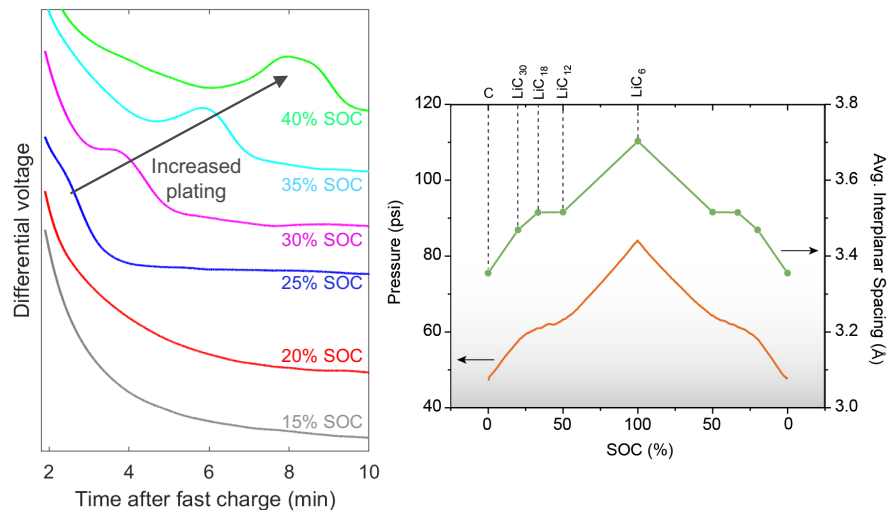 Differential voltage
40% SOC
Increased
plating
35% SOC
30% SOC
25% SOC
20% SOC
15% SOC
2 4 6 8 10
Time after fast charge (min)
C LiC30 LiC18 LiC12 LiC6
120
100
80
60
40
Pressure (psi)
3.8
3.6
3.4
3.2
3.0
Avg. Interplanar Spacing (Å)
0 50 100 50 0
SOC (%)